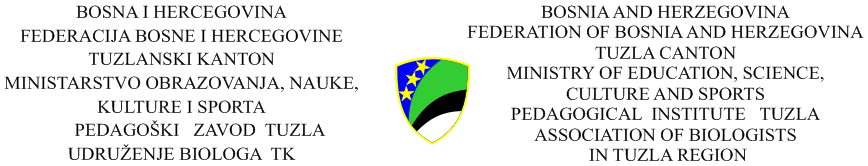 BOSNA I HERCEGOVINA
FEDERACIJA BOSNE I HERCEGOVINE
TUZLANSKI KANTON
MINISTARSTVO OBRAZOVANJA, NAUKE,
KULTURE I SPORTA
PEDAGOŠKI ZAVOD TUZLA
UDRUŽENJE BIOLOGA TK
BOSNIA AND HERZEGOVINA
FEDERATION OF BOSNIA AND HERZEGOVINA
TUZLA CANTON
MINISTRY OF EDUCATION, SCIENCE,
CULTURE AND SPORTS
PEDAGOGICAL INSTITUTE TUZLA
ASSOCIATION OF BIOLOGISTS
IN TUZLA REGION